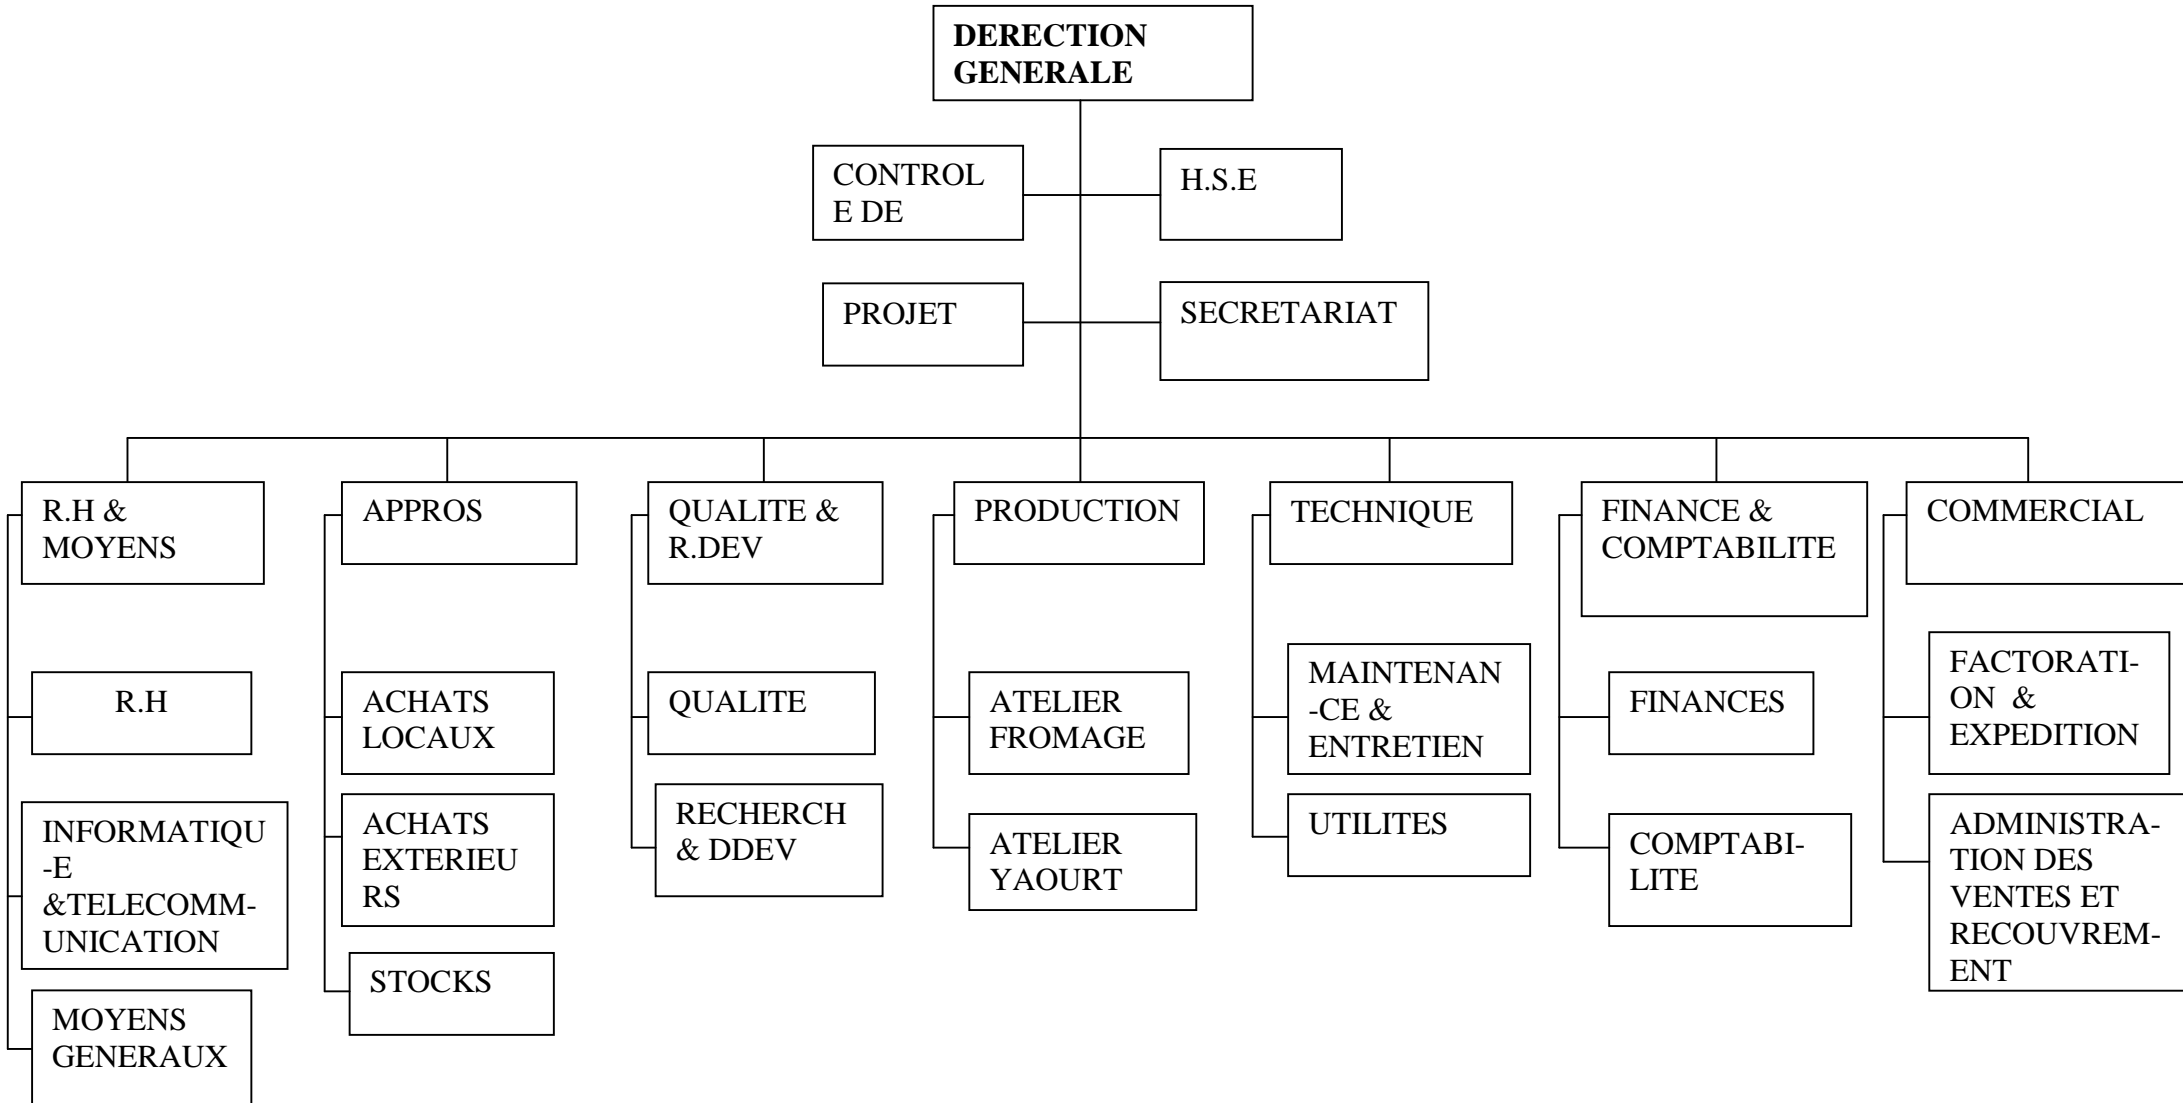 DERECTION
GENERALE
CONTROL
E DE
H.S.E
PROJET
SECRETARIAT
R.H &
MOYENS
APPROS
QUALITE &
R.DEV
PRODUCTION
TECHNIQUE
FINANCE &
COMPTABILITE
COMMERCIAL
R.H
INFORMATIQU
-E
&TELECOMM-
UNICATION
MOYENS
GENERAUX
ACHATS
LOCAUX
ACHATS
EXTERIEU
RS
STOCKS
QUALITE
RECHERCH
& DDEV
ATELIER
FROMAGE
ATELIER
YAOURT
MAINTENAN
-CE &
ENTRETIEN
UTILITES
FINANCES
COMPTABI-
LITE
FACTORATI-
ON  &
EXPEDITION
ADMINISTRA-
TION DES
VENTES ET
RECOUVREM-
ENT